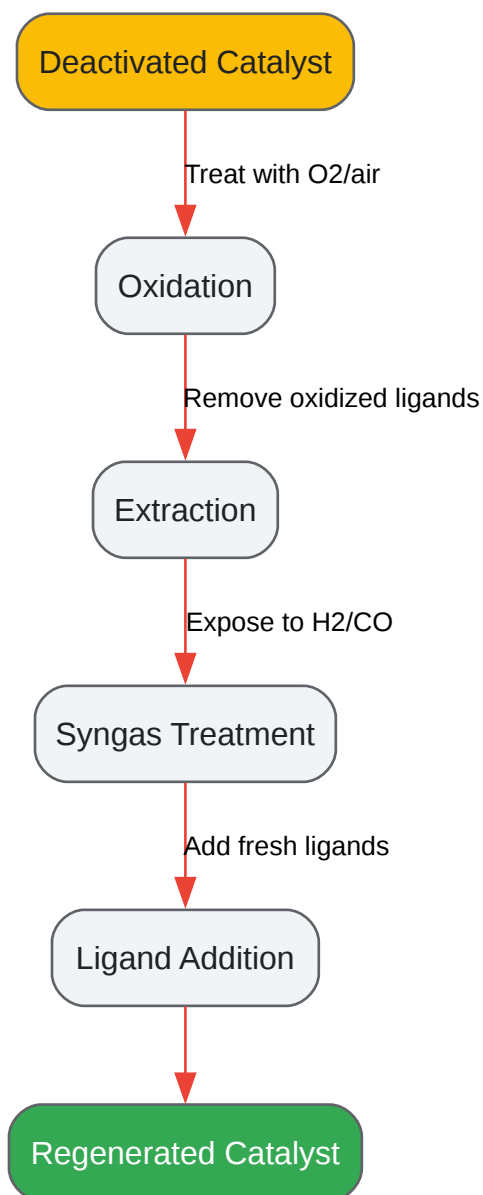 Deactivated Catalyst
Treat with O2/air
Oxidation
Remove oxidized ligands
Extraction
Expose to H2/CO
Syngas Treatment
Add fresh ligands
Ligand Addition
Regenerated Catalyst